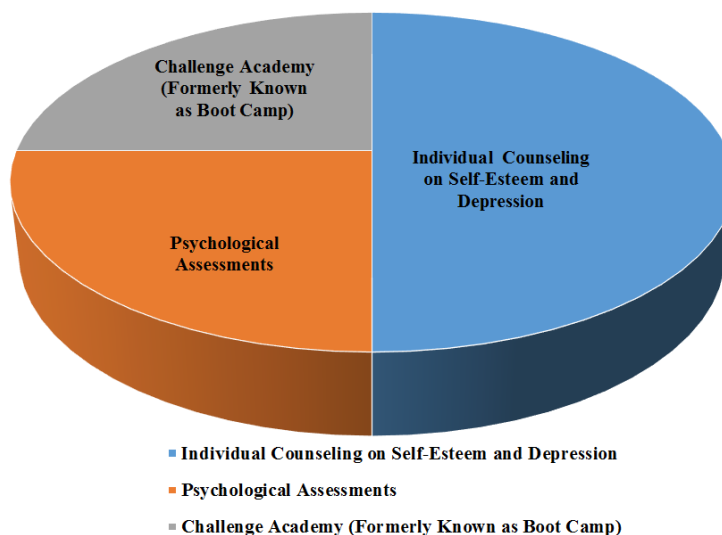 Challenge Academy
(Formerly Known
as Boot Camp)
Individual Counseling
on Self-Esteem and
Depression
Psychological
Assessments
Individual Counseling on Self-Esteem and Depression
Psychological Assessments
Challenge Academy (Formerly Known as Boot Camp)